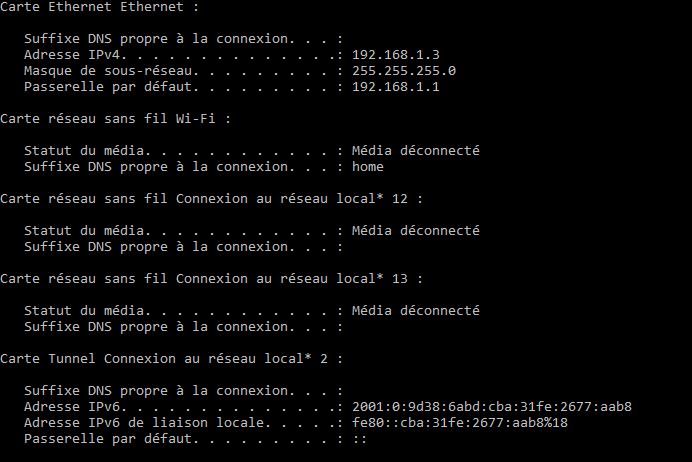 Carte Ethernet Ethernet :
Suffixe DNS propre à la connexion. . . :
Adresse IPv4. . . . . . . . . . . . . .: 192.168.1.3
Masque de sous-réseau. . . . . . . . . : 255.255.255.0
Passerelle par défaut. . . . . . . . . : 192.168.1.1
Carte réseau sans fil Wi-Fi :
Statut du média. . . . . . . . . . . . : Média déconnecté
Suffixe DNS propre à la connexion. . . : home
Carte réseau sans fil Connexion au réseau local* 12 :
Statut du média. . . . . . . . . . . . : Média déconnecté
Suffixe DNS propre à la connexion. . . :
Carte réseau sans fil Connexion au réseau local* 13 :
Statut du média. . . . . . . . . . . . : Média déconnecté
Suffixe DNS propre à la connexion. . . :
Carte Tunnel Connexion au réseau local* 2 :
Suffixe DNS propre à la connexion. . . :
Adresse IPv6. . . . . . . . . . . . . .: 2001:0:9d38:6abd:cba:31fe:2677:aab8
Adresse IPv6 de liaison locale. . . . .: fe80::cba:31fe:2677:aab8%18
Passerelle par défaut. . . . . . . . . : ::